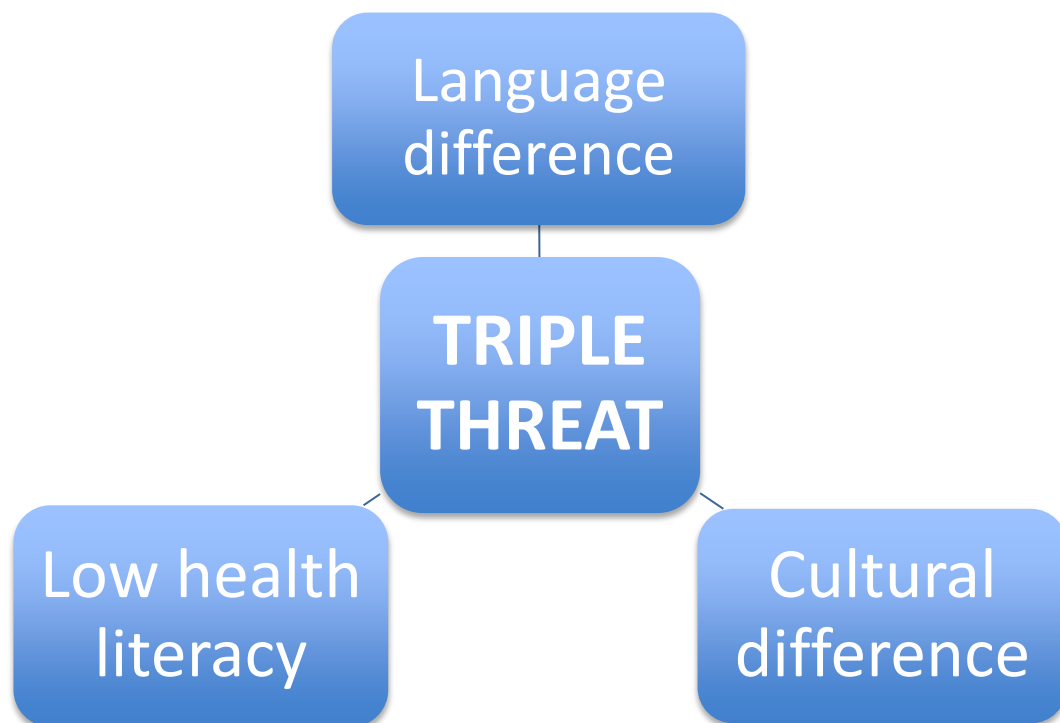 Language
difference
TRIPLE
THREAT
Low health
literacy
Cultural
difference